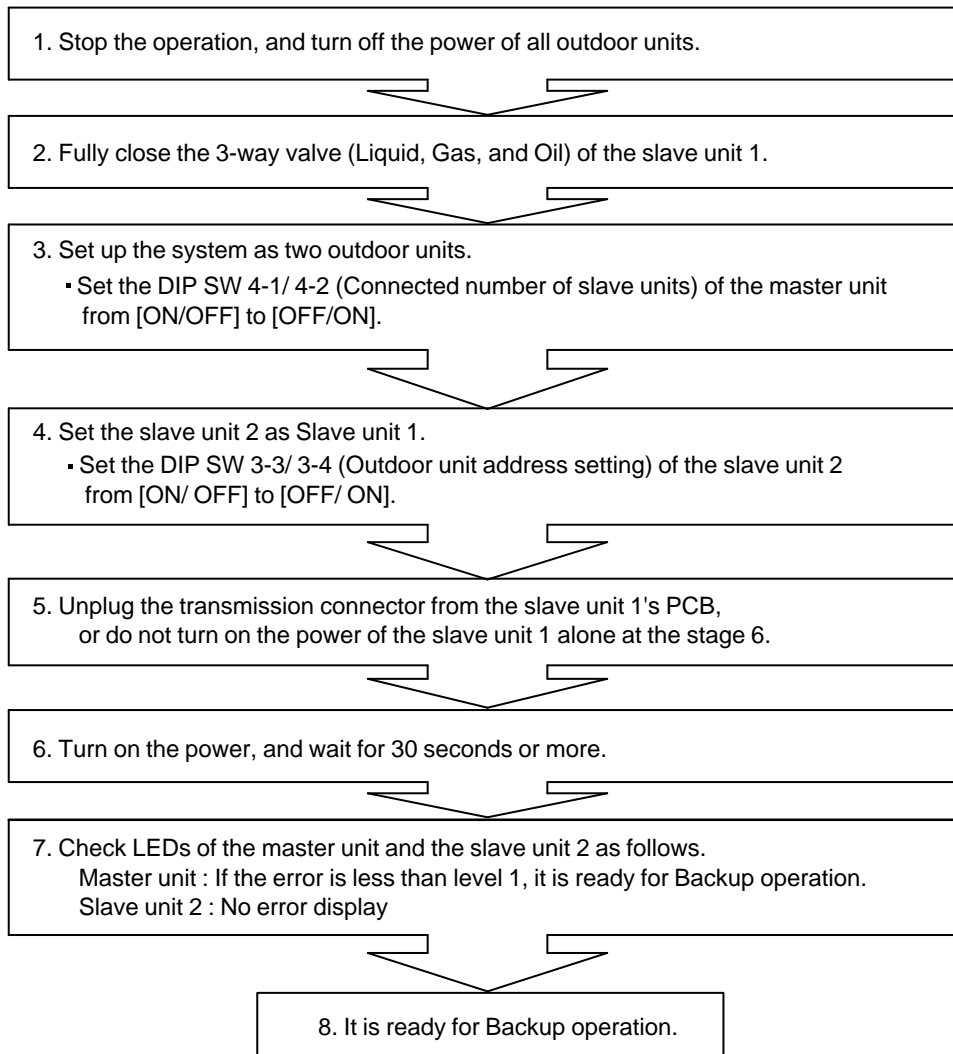 1. Stop the operation, and turn off the power of all outdoor units.
2. Fully close the 3-way valve (Liquid, Gas, and Oil) of the slave unit 1.
3. Set up the system as two outdoor units.
▪ Set the DIP SW 4-1/ 4-2 (Connected number of slave units) of the master unit
from [ON/OFF] to [OFF/ON].
4. Set the slave unit 2 as Slave unit 1.
▪ Set the DIP SW 3-3/ 3-4 (Outdoor unit address setting) of the slave unit 2
from [ON/ OFF] to [OFF/ ON].
5. Unplug the transmission connector from the slave unit 1's PCB,
or do not turn on the power of the slave unit 1 alone at the stage 6.
6. Turn on the power, and wait for 30 seconds or more.
7. Check LEDs of the master unit and the slave unit 2 as follows.
Master unit : If the error is less than level 1, it is ready for Backup operation.
Slave unit 2 : No error display
8. It is ready for Backup operation.